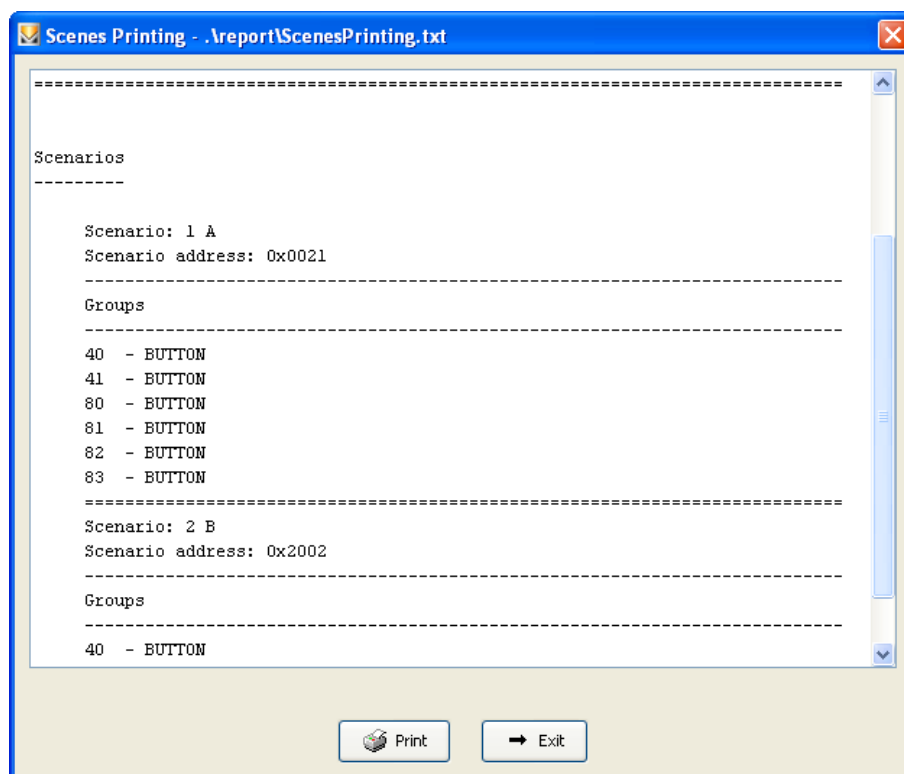 Scenes Printing - .\report\ScenesPrinting.txt
================================================================================
Scenarios
---------
Scenario: 1 A
Scenario address: 0x0021
---------------------------------------------------------------------------
Groups
---------------------------------------------------------------------------
40  - BUTTON
41  - BUTTON
80  - BUTTON
81  - BUTTON
82  - BUTTON
83  - BUTTON
===========================================================================
Scenario: 2 B
Scenario address: 0x2002
---------------------------------------------------------------------------
Groups
---------------------------------------------------------------------------
40  - BUTTON
Print
Exit